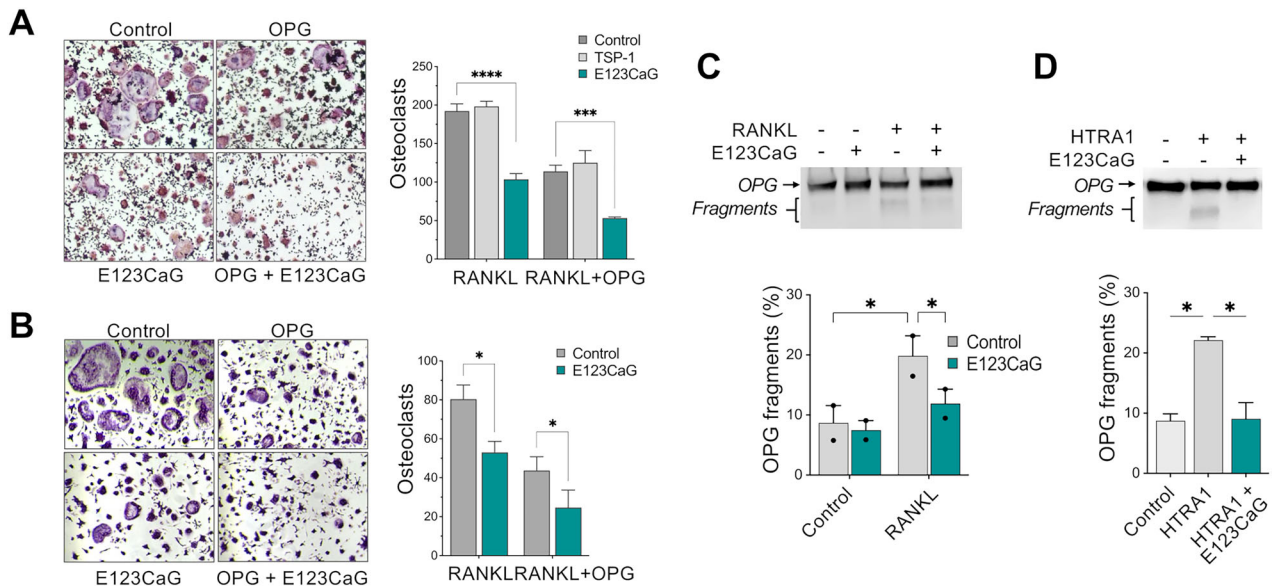 A
Control OPG
E123CaG OPG + E123CaG
Control
TSP-1
E123CaG
Osteoclasts
250
200
150
100
50
0
**** ***
RANKL RANKL+OPG
B
Control OPG
E123CaG OPG + E123CaG
Control
E123CaG
Osteoclasts
100
80
60
40
20
0
* *
RANKL RANKL+OPG
C
RANKL - - + +
E123CaG - + - +
OPG
Fragments
OPG fragments (%)
30
20
10
0
* *
Control
E123CaG
Control RANKL
D
HTRA1 - + +
E123CaG - - +
OPG
Fragments
OPG fragments (%)
30
20
10
0
* *
Control
HTRA1
HTRA1 +
E123CaG